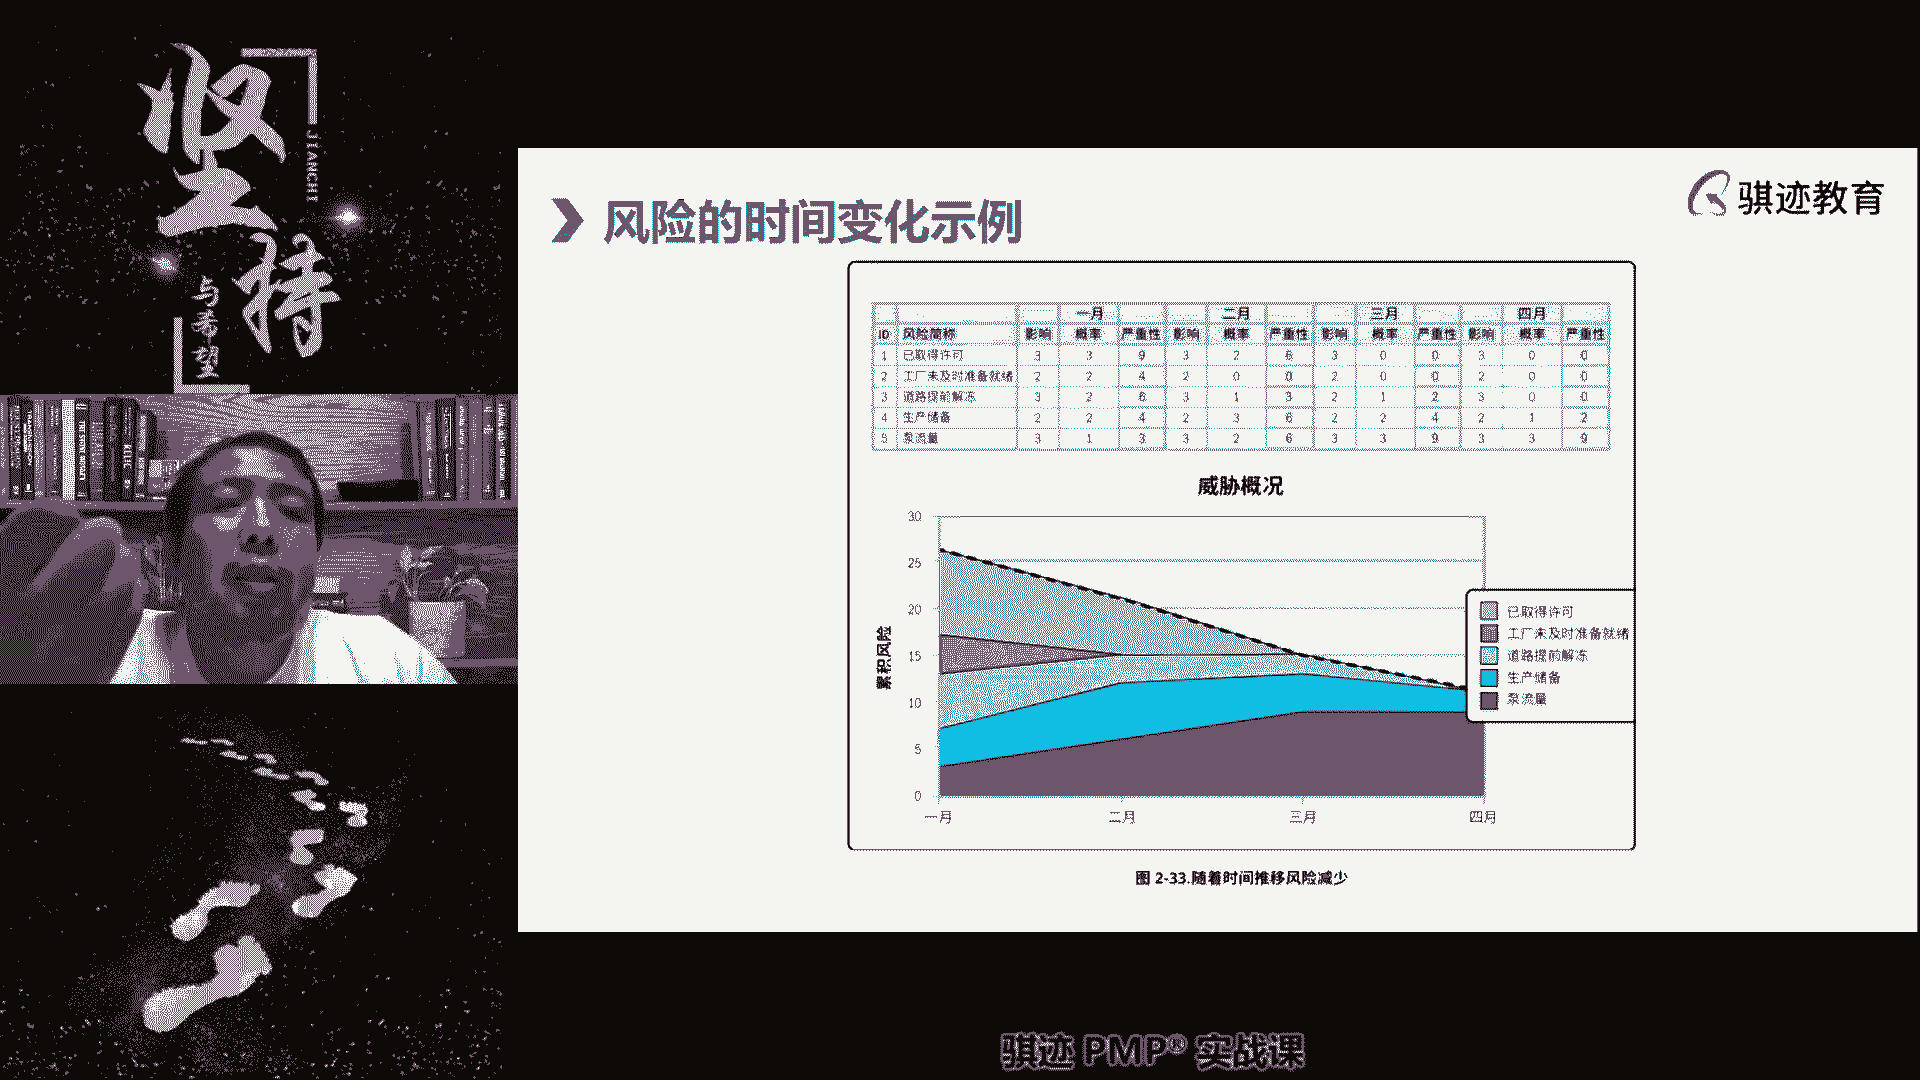 坚持
JIANCHI
与希望
骐迹教育
风险的时间变化示例
一月 二月 三月 四月
ID 风险简称 影响 概率 严重性 影响 概率 严重性 影响 概率 严重性 影响 概率 严重性
1 已取得许可 3 3 9 3 2 6 3 0 0 3 0 0
2 工厂未及时准备就绪 2 2 4 2 0 0 2 0 0 2 0 0
3 道路提前解冻 3 2 6 3 1 3 2 1 2 3 0 0
4 生产储备 2 2 4 2 3 6 2 2 4 2 1 2
5 泵流量 3 1 3 3 2 6 3 3 9 3 3 9
威胁概况
累积风险
30
25
20
15
10
5
0
一月 二月 三月 四月
已取得许可
工厂未及时准备就绪
道路提前解冻
生产储备
泵流量
图 2-33.随着时间推移风险减少
骐迹 PMP® 实战课